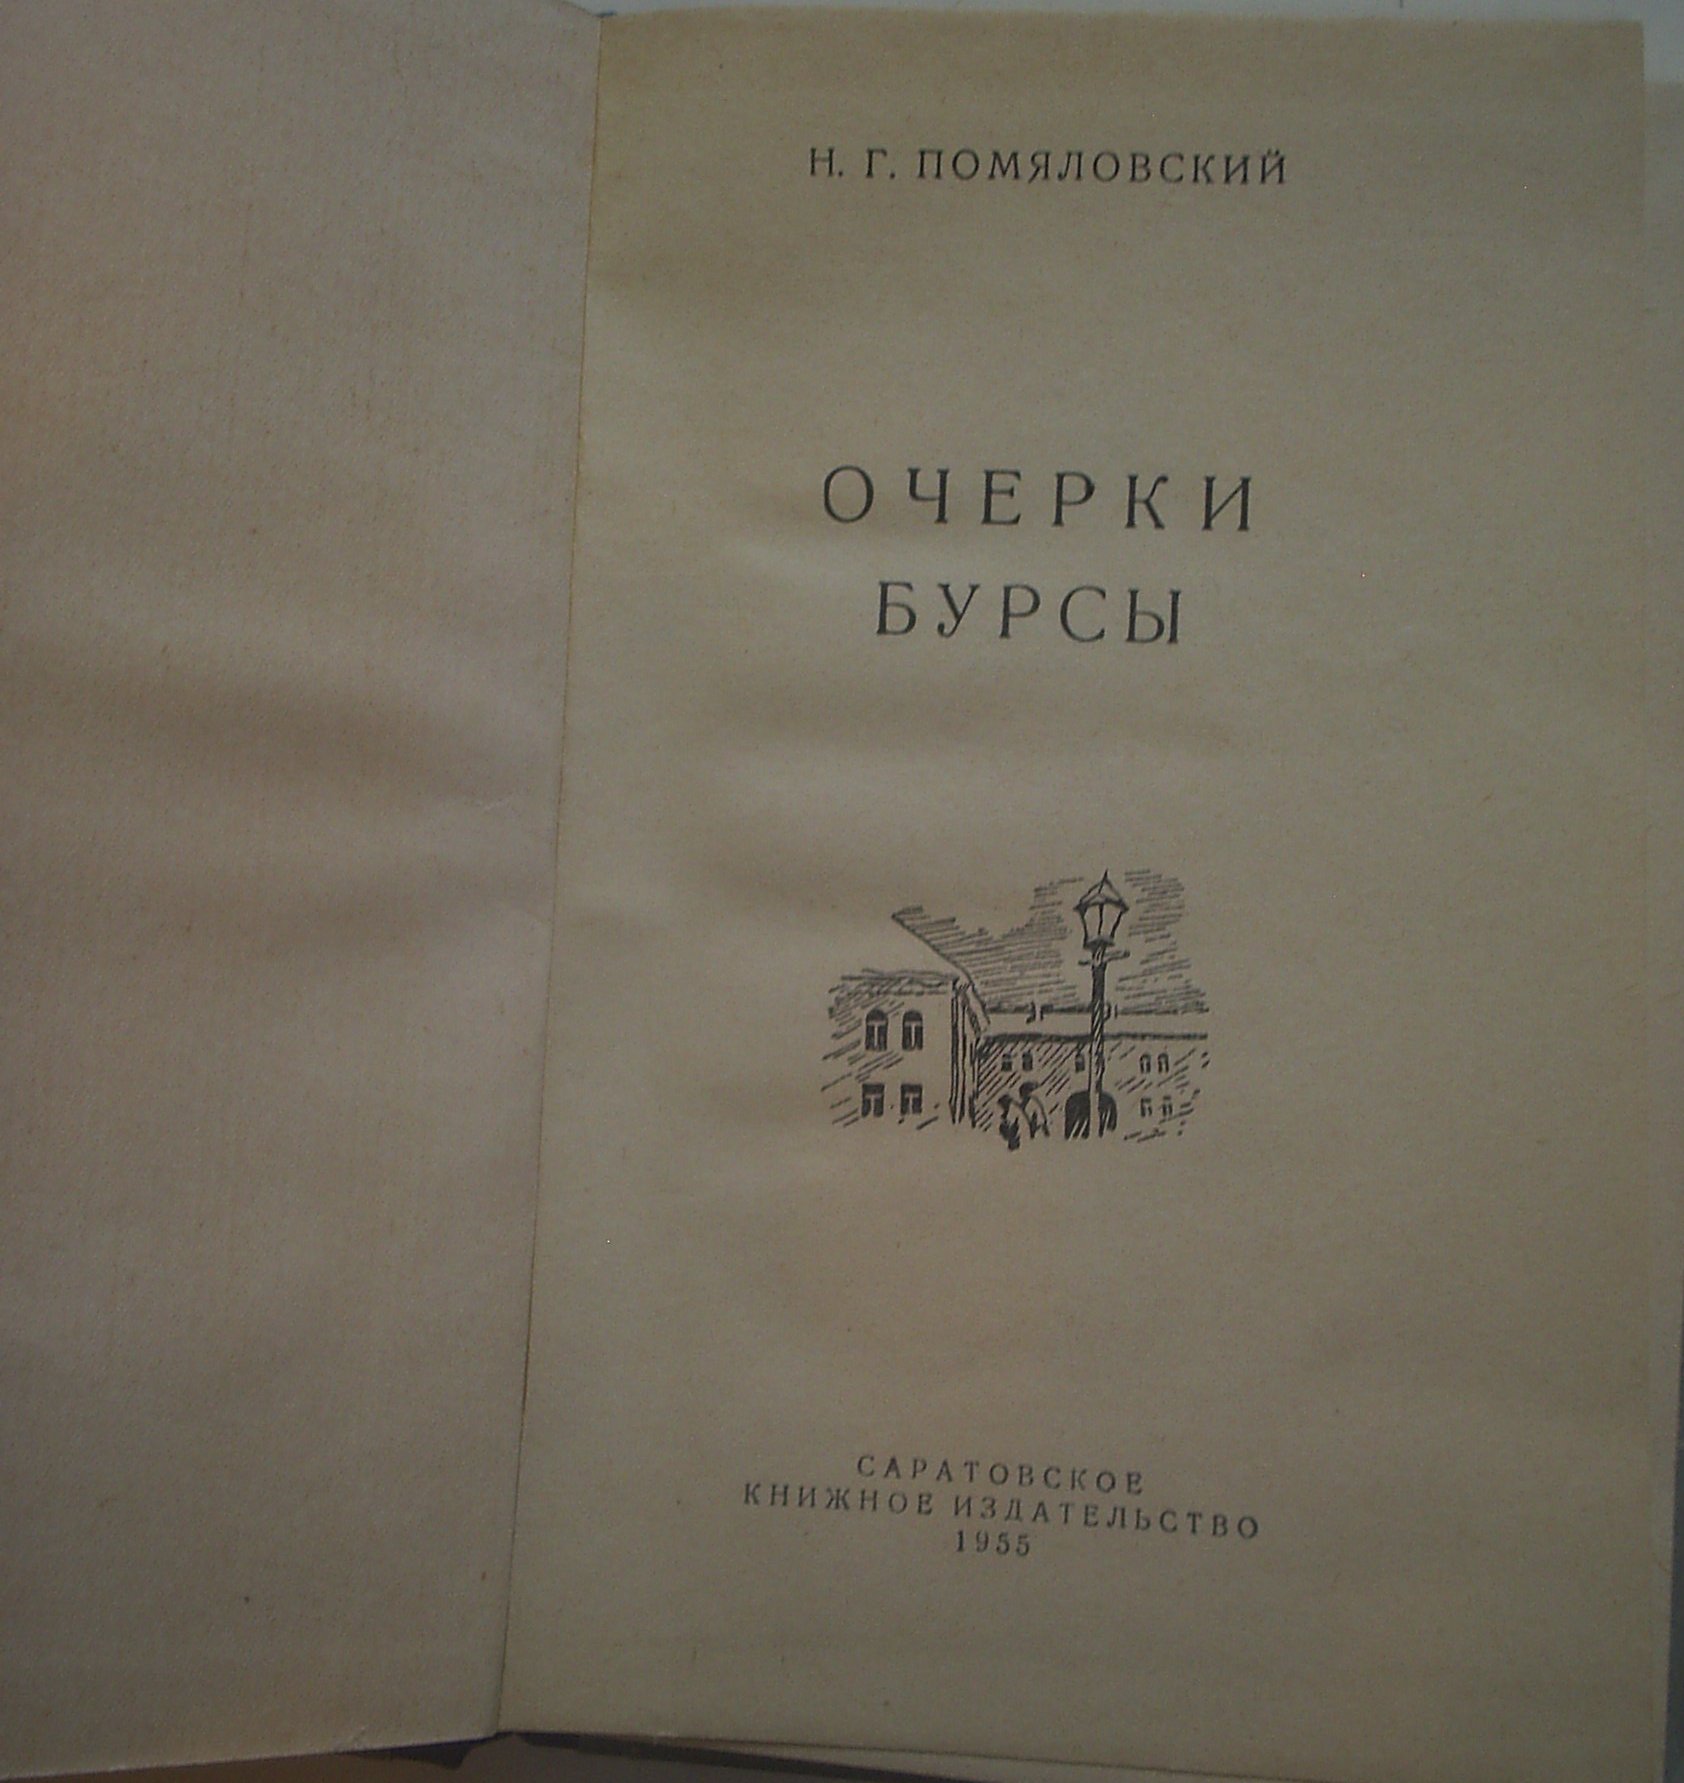 Н. Г. ПОМЯЛОВСКИЙ
ОЧЕРКИ
БУРСЫ
САРАТОВСКОЕ
КНИЖНОЕ ИЗДАТЕЛЬСТВО
1955